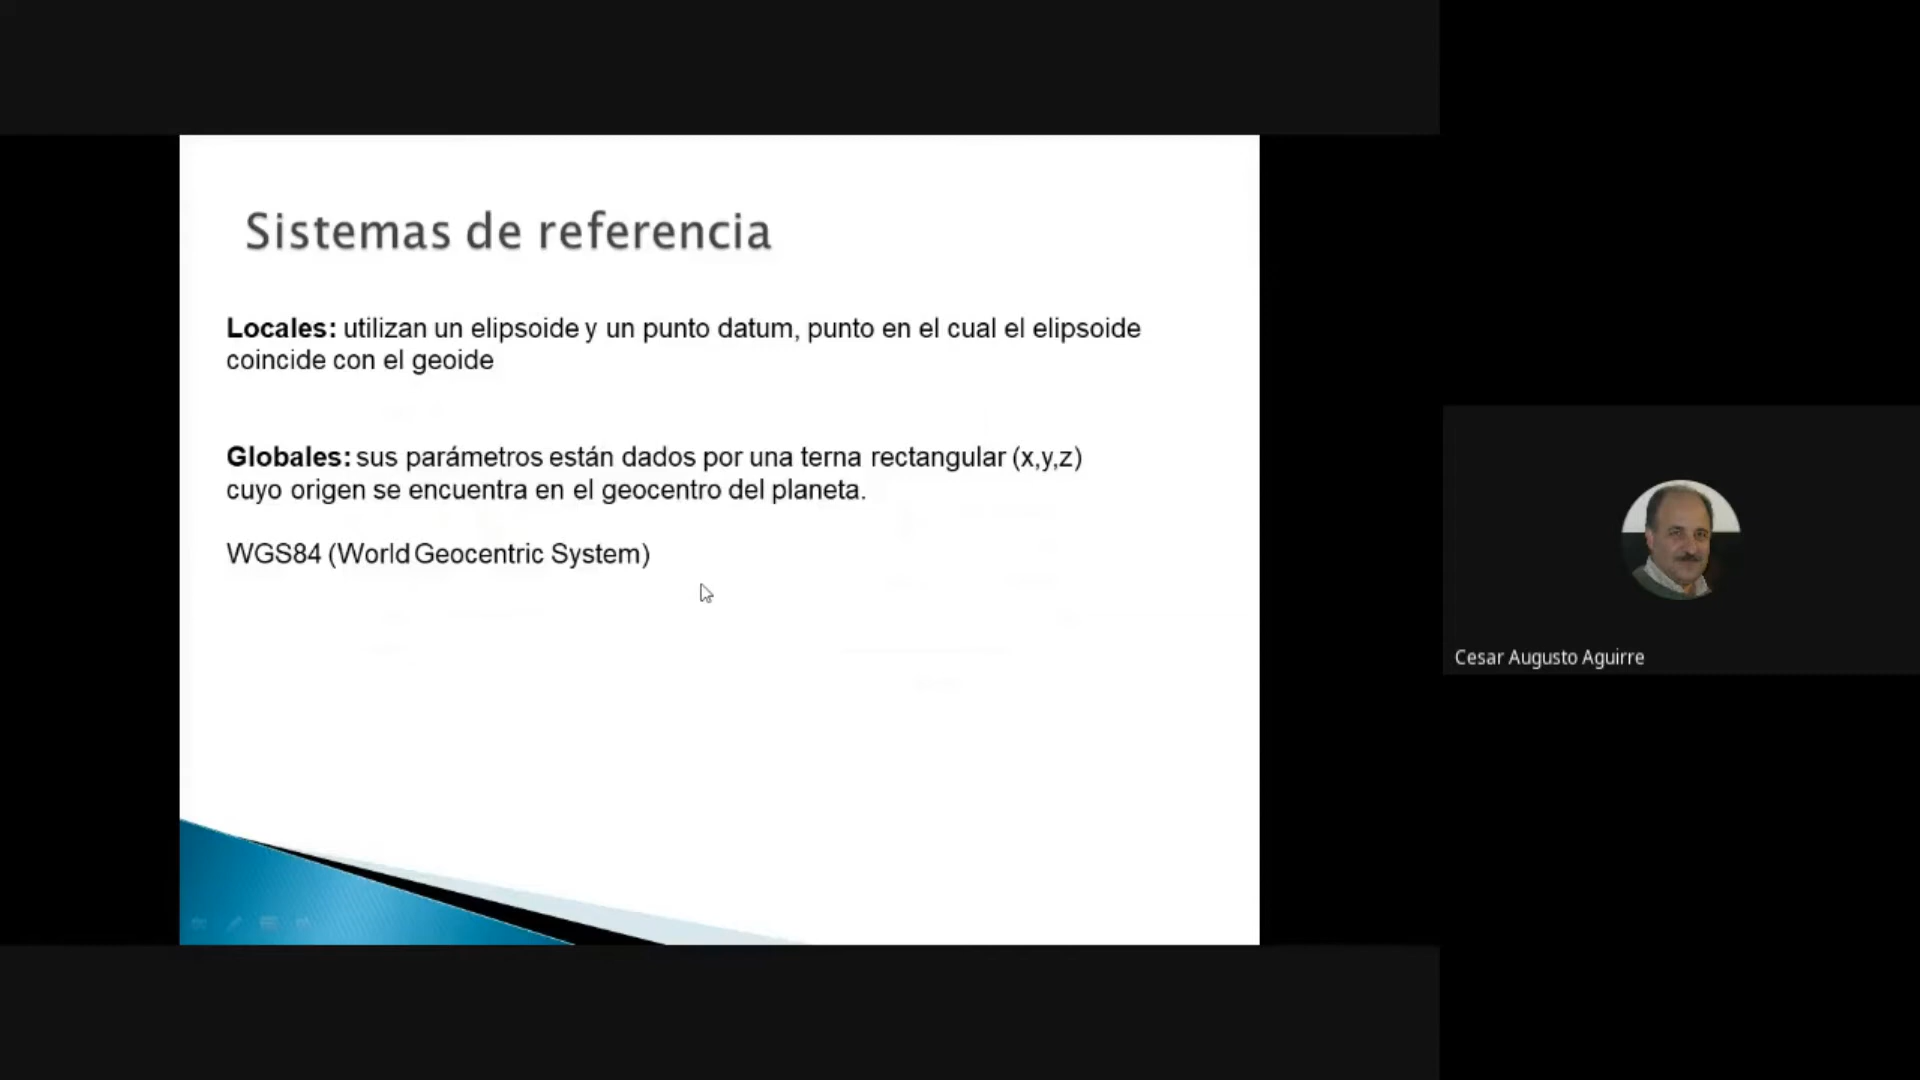 Sistemas de referencia
Locales: utilizan un elipsoide y un punto datum, punto en el cual el elipsoide
coincide con el geoide
Globales: sus parámetros están dados por una terna rectangular (x,y,z)
cuyo origen se encuentra en el geocentro del planeta.
WGS84 (World Geocentric System)
Cesar Augusto Aguirre